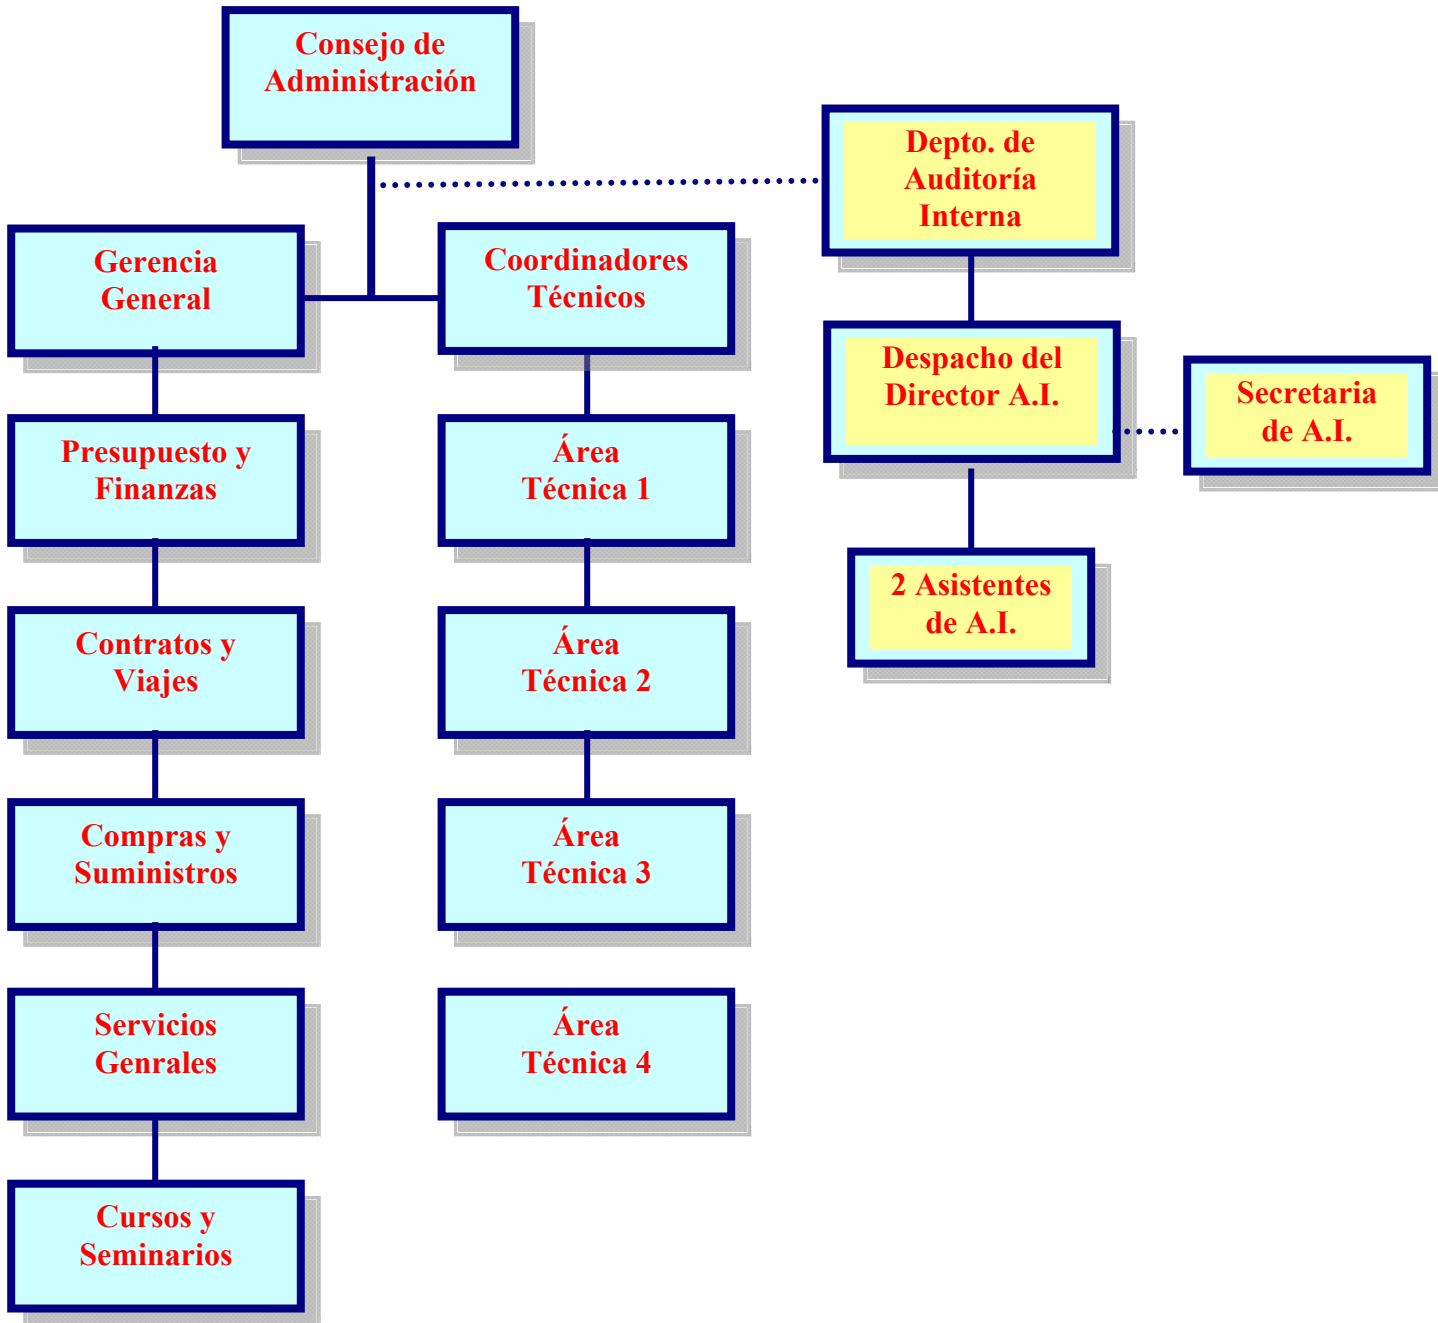 Consejo de
Administración
Depto. de
Auditoría
Interna
Gerencia
General
Coordinadores
Técnicos
Despacho del
Director A.I.
Secretaria
de A.I.
Presupuesto y
Finanzas
Área
Técnica 1
2 Asistentes
de A.I.
Contratos y
Viajes
Área
Técnica 2
Compras y
Suministros
Área
Técnica 3
Servicios
Genrales
Área
Técnica 4
Cursos y
Seminarios